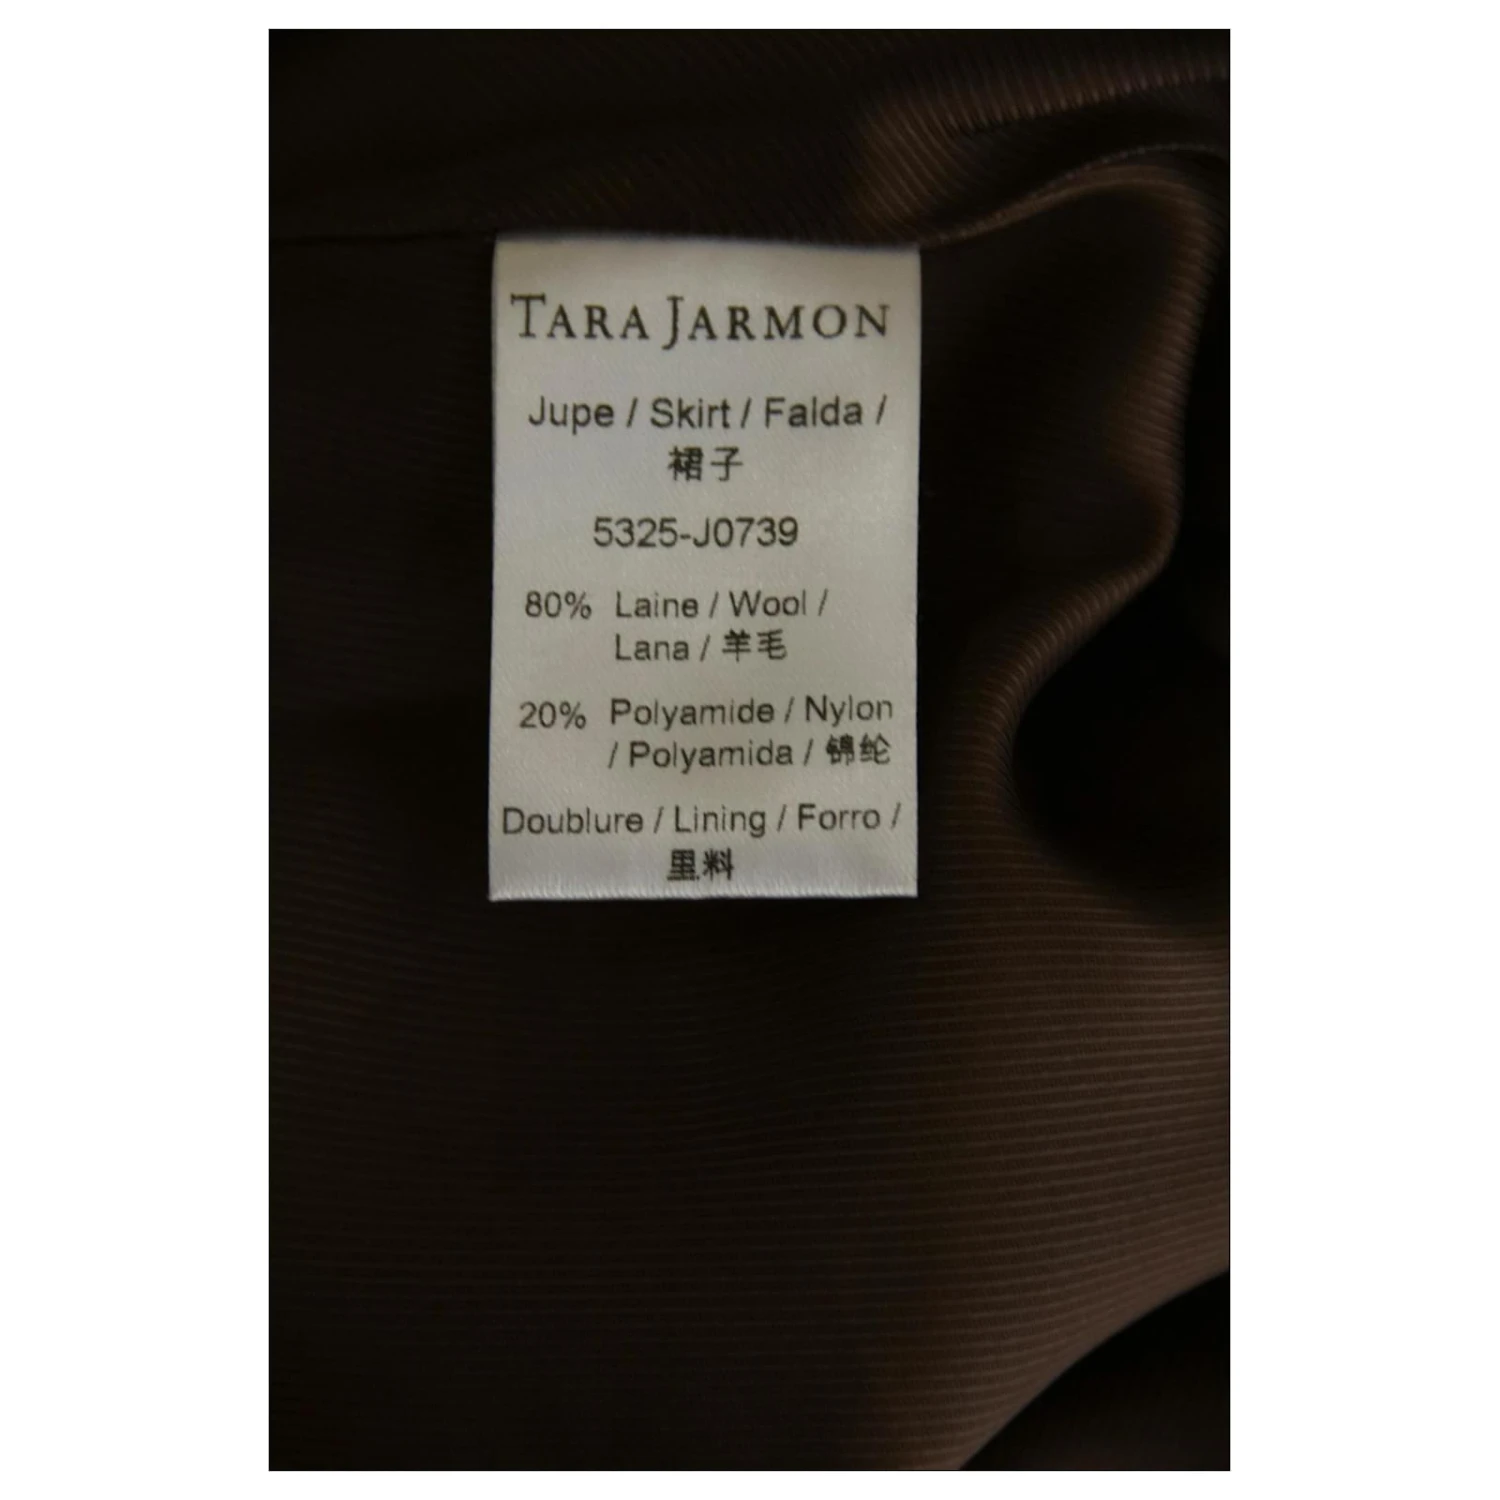 TARA JARMON
Jupe / Skirt / Falda /
裙子
5325-J0739
80% Laine / Wool /
Lana / 羊毛
20% Polyamide / Nylon
/ Polyamida / 锦纶
Doublure / Lining / Forro /
里料